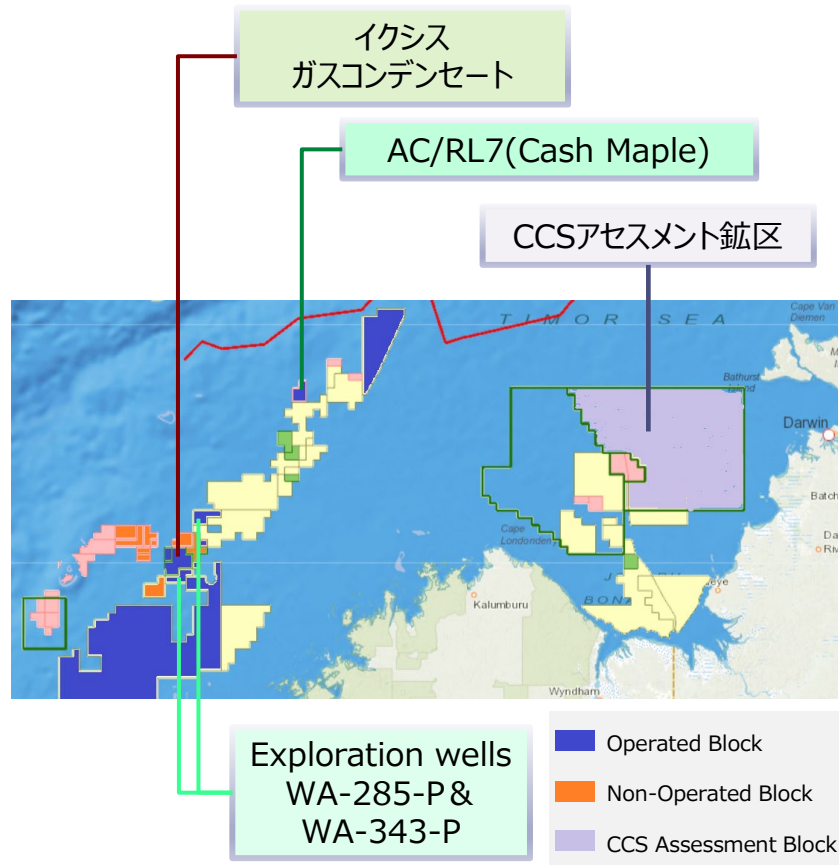 イクシス
ガスコンデンセート
AC/RL7(Cash Maple)
CCSアセスメント鉱区
TIMOR SEA
Cape Van
Diemen
Bathurst
Island
Darwin
Batch
Cape
Londonderry
Kalumburu
Wyndham
Exploration wells
WA-285-P&
WA-343-P
Operated Block
Non-Operated Block
CCS Assessment Block